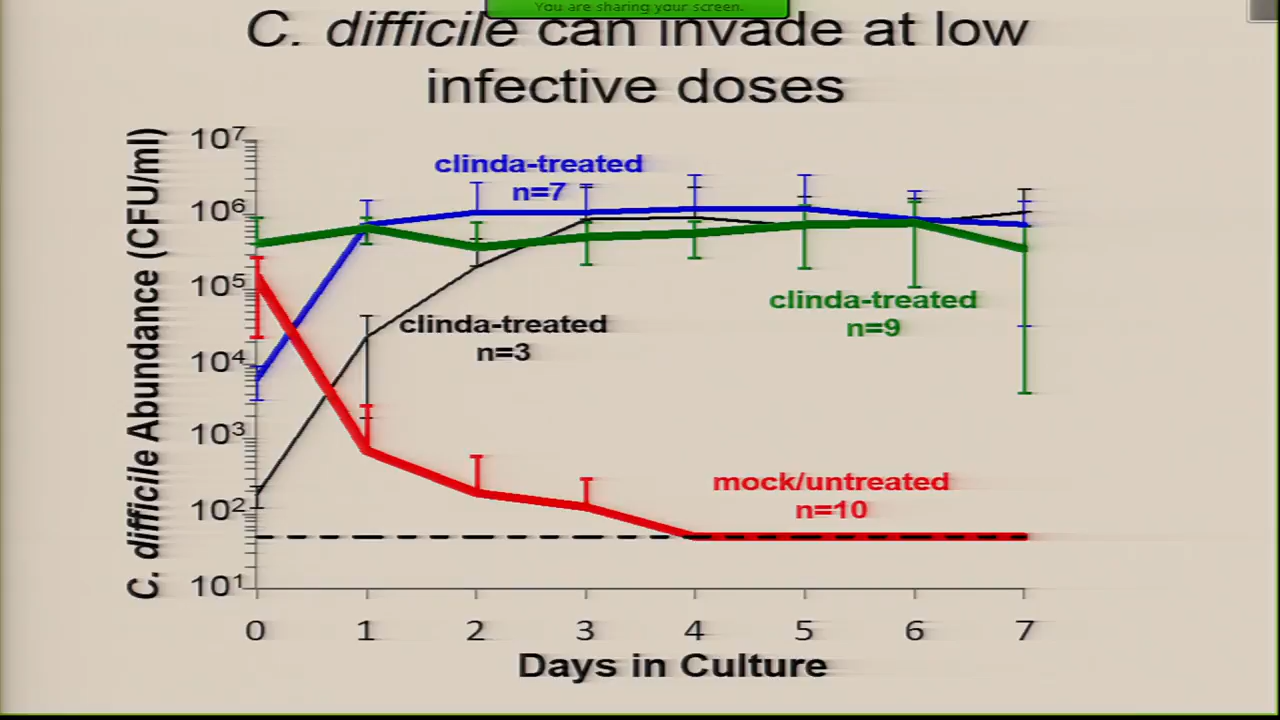 You are sharing your screen.
C. difficile can invade at low
infective doses
C. difficile Abundance (CFU/ml)
10⁷
10⁶
10⁵
10⁴
10³
10²
10¹
clinda-treated
n=7
clinda-treated
n=3
clinda-treated
n=9
mock/untreated
n=10
0 1 2 3 4 5 6 7
Days in Culture